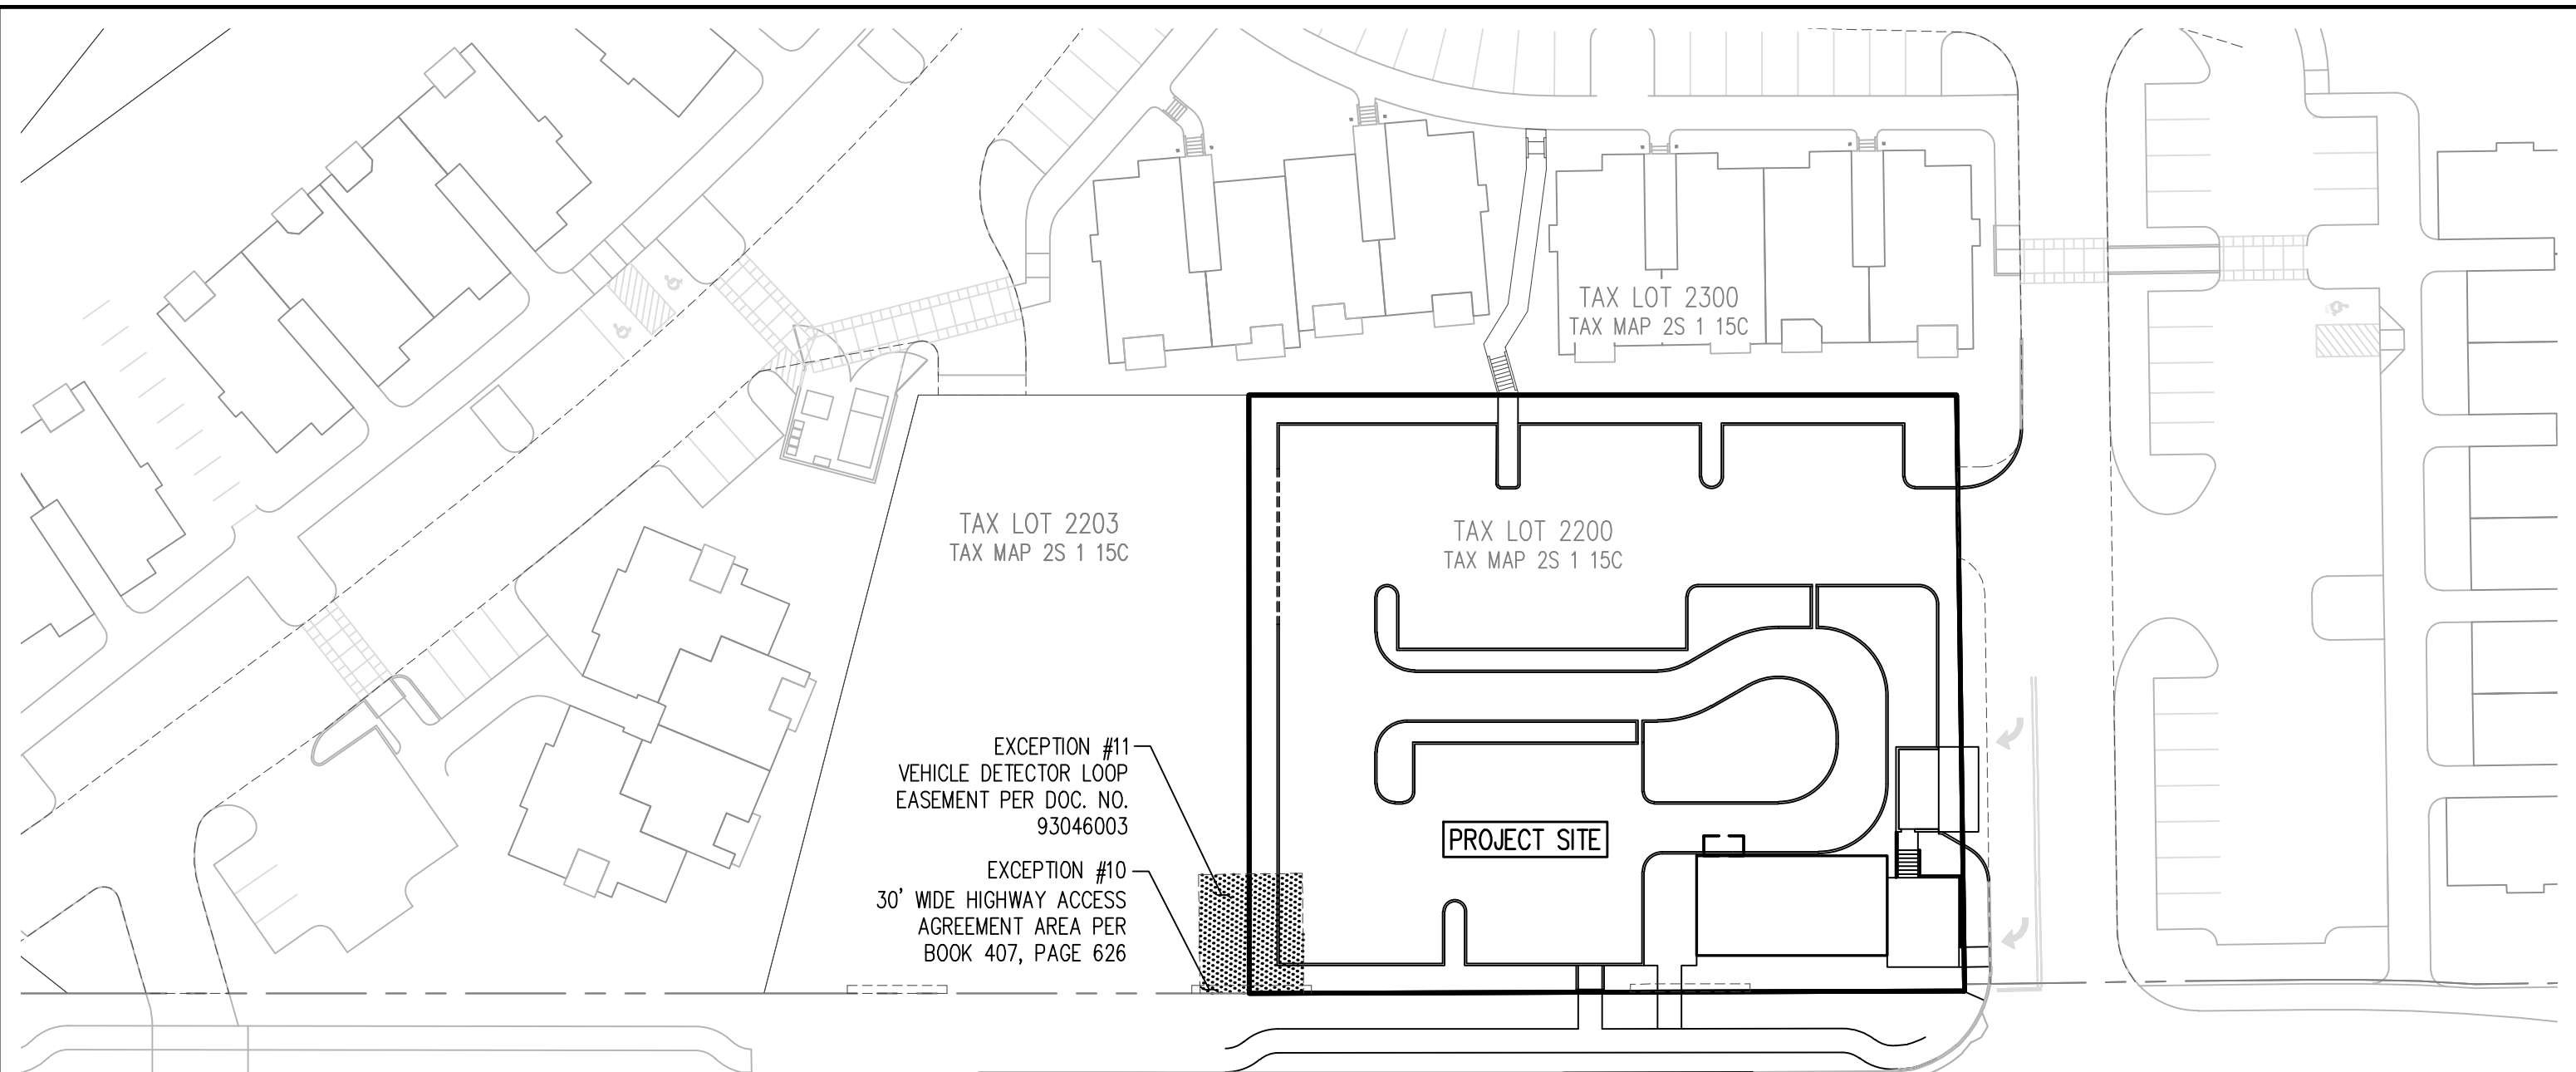 TAX LOT 2300
TAX MAP 2S 1 15C
TAX LOT 2203
TAX MAP 2S 1 15C
TAX LOT 2200
TAX MAP 2S 1 15C
EXCEPTION #11
VEHICLE DETECTOR LOOP
EASEMENT PER DOC. NO.
93046003
PROJECT SITE
EXCEPTION #10
30' WIDE HIGHWAY ACCESS
AGREEMENT AREA PER
BOOK 407, PAGE 626